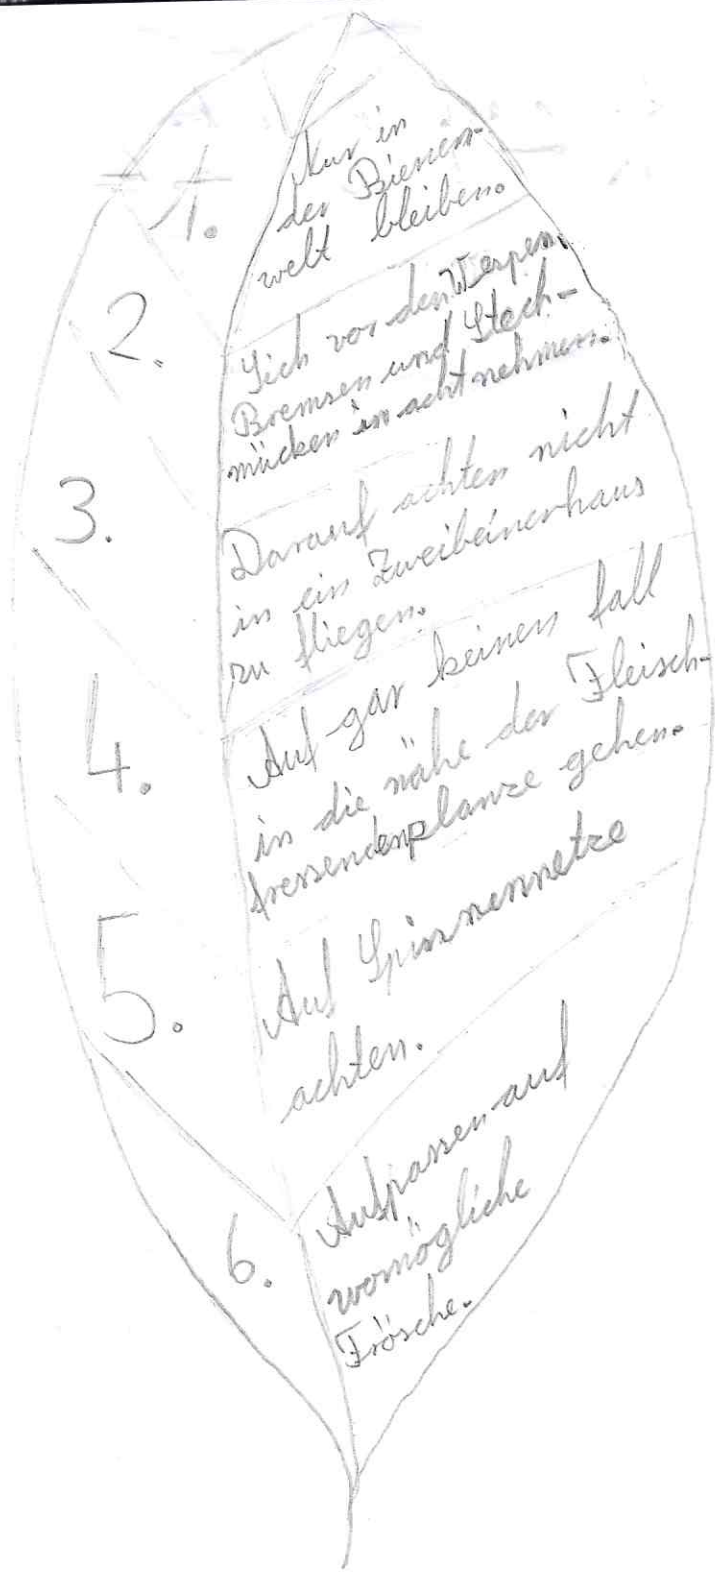 1.
Nur in
der Bienen-
welt bleiben.
2.
Sich vor den Wespen,
Bremsen und Stech-
mücken in acht nehmen.
3.
Darauf achten nicht
in ein Zweibeinerhaus
zu fliegen.
4.
Auf gar keinen fall
in die nähe der Fleisch-
fressendenplanze gehen.
5.
Auf Spinnennetze
achten.
6.
Aufpassen auf
womögliche
Frösche.